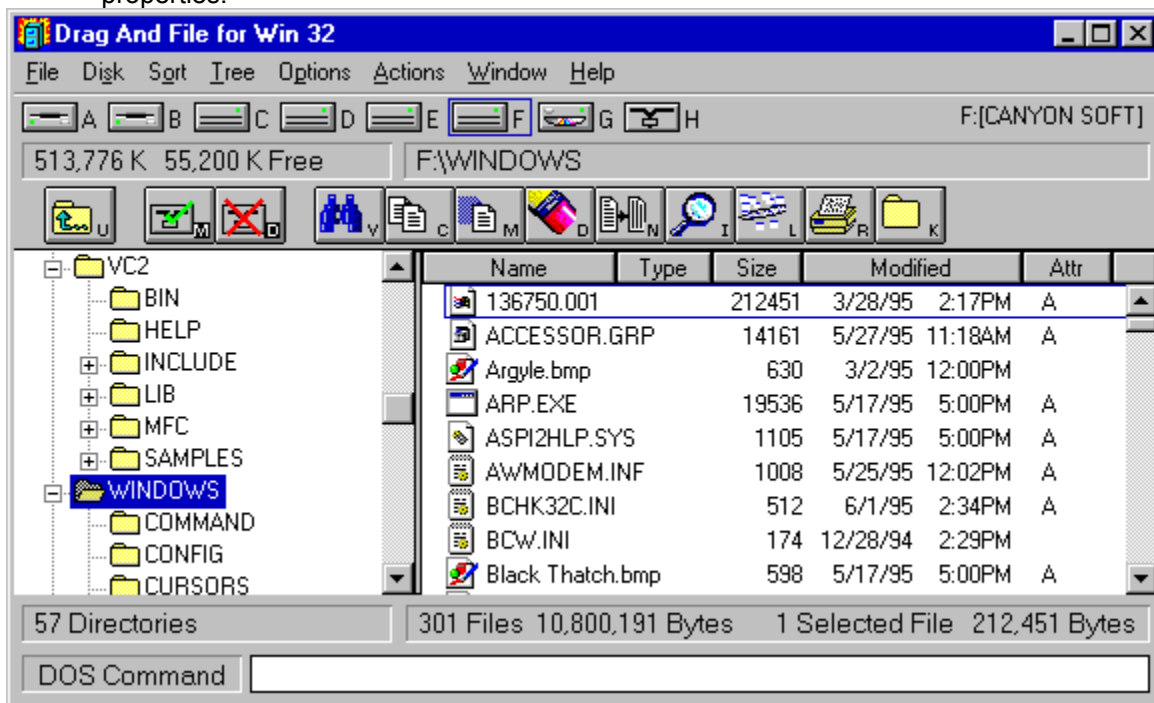 properties.
Drag And File for Win 32
File Disk Sort Tree Options Actions Window Help
A B C D E F G H F:[CANYON SOFT]
513,776 K 55,200 K Free F:\WINDOWS
U M D V C M D N I L R K
VC2
BIN
HELP
INCLUDE
LIB
MFC
SAMPLES
WINDOWS
COMMAND
CONFIG
CURSORS
Name Type Size Modified Attr
136750.001 212451 3/28/95 2:17PM A
ACCESSOR.GRP 14161 5/27/95 11:18AM A
Argyle.bmp 630 3/2/95 12:00PM
ARP.EXE 19536 5/17/95 5:00PM A
ASPI2HLP.SYS 1105 5/17/95 5:00PM A
AWMODEM.INF 1008 5/25/95 12:02PM A
BCHK32C.INI 512 6/1/95 2:34PM A
BCW.INI 174 12/28/94 2:29PM
Black Thatch.bmp 598 5/17/95 5:00PM A
57 Directories 301 Files 10,800,191 Bytes 1 Selected File 212,451 Bytes
DOS Command